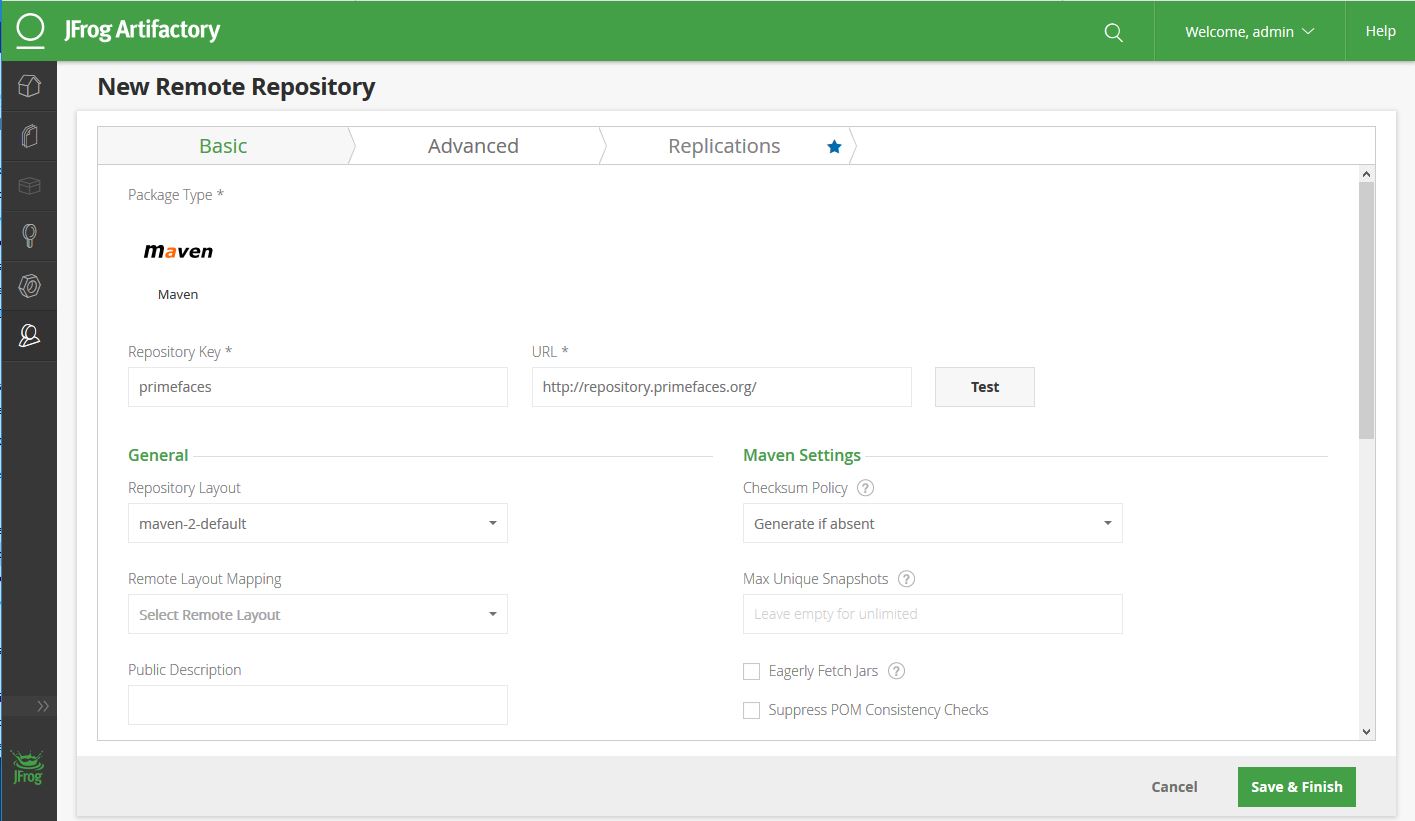 JFrog Artifactory
Welcome, admin
Help
New Remote Repository
Basic
Advanced
Replications
Package Type *
maven
Maven
Repository Key *
URL *
primefaces
http://repository.primefaces.org/
Test
General
Maven Settings
Repository Layout
Checksum Policy ?
maven-2-default
Generate if absent
Remote Layout Mapping
Max Unique Snapshots ?
Select Remote Layout
Leave empty for unlimited
Public Description
Eagerly Fetch Jars ?
Suppress POM Consistency Checks
JFrog
Cancel
Save & Finish